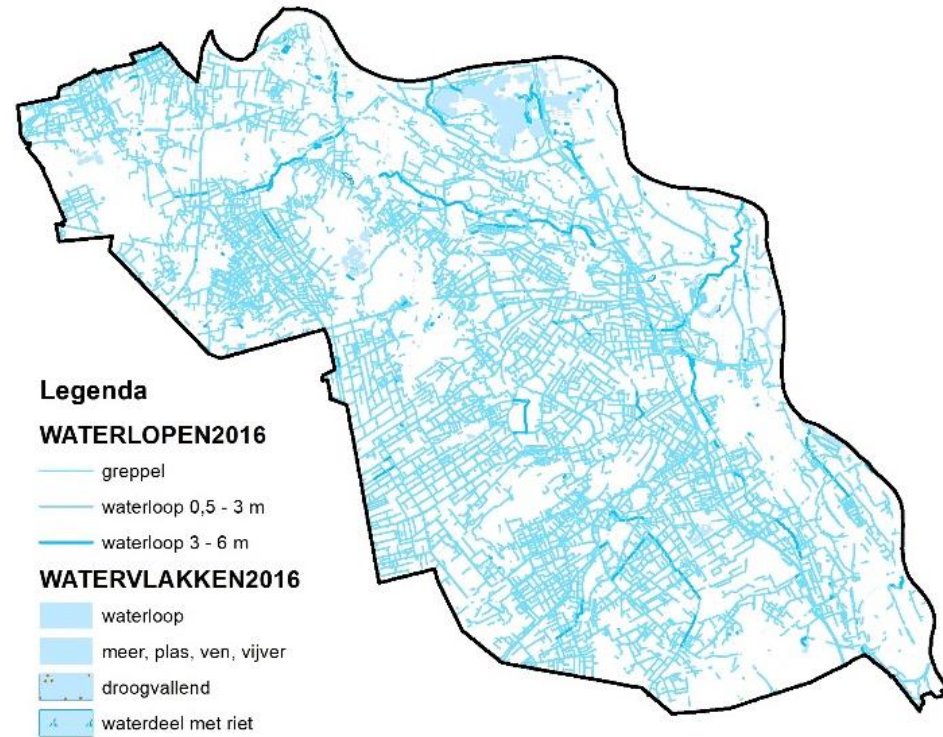 Legenda
WATERLOPEN2016
greppel
waterloop 0,5 - 3 m
waterloop 3 - 6 m
WATERVLAKKEN2016
waterloop
meer, plas, ven, vijver
droogvallend
waterdeel met riet